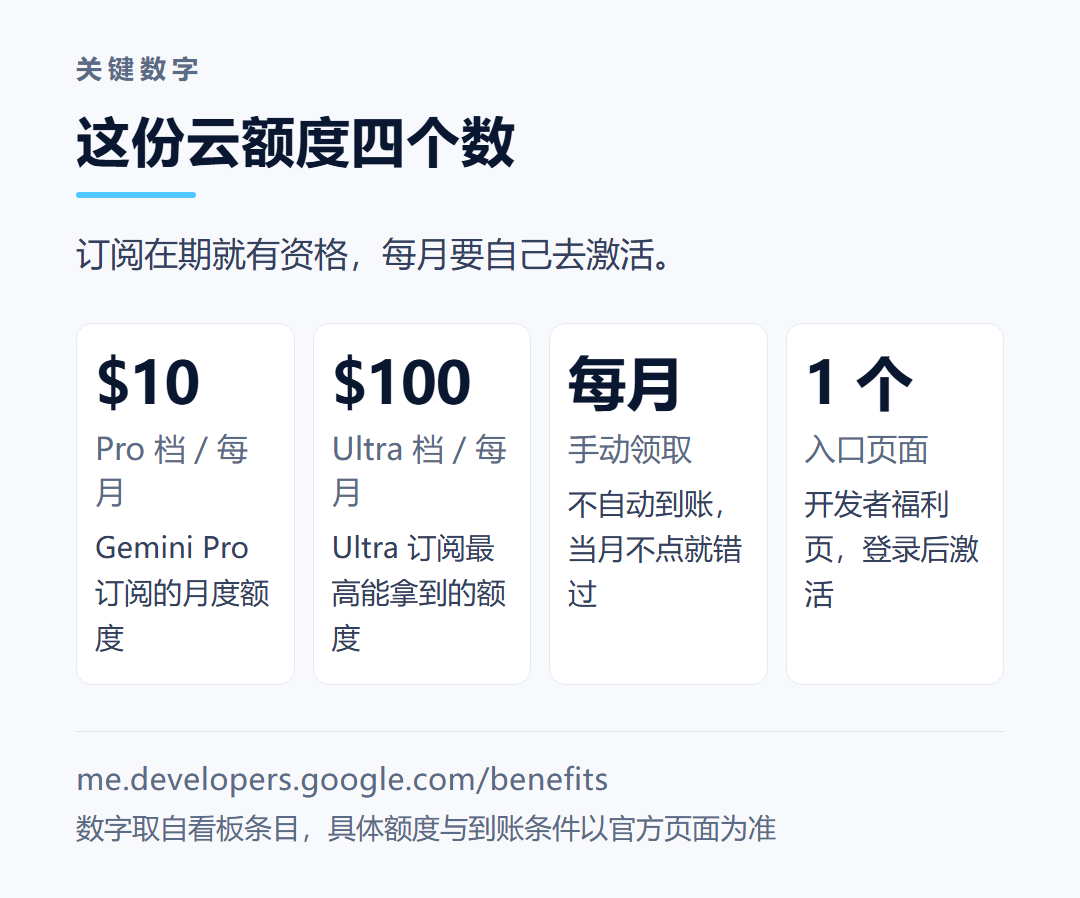 关键数字
这份云额度四个数
订阅在期就有资格，每月要自己去激活。
$10
Pro 档 / 每
月
Gemini Pro
订阅的月度额
度
$100
Ultra 档 / 每
月
Ultra 订阅最
高能拿到的额
度
每月
手动领取
不自动到账，
当月不点就错
过
1 个
入口页面
开发者福利
页，登录后激
活
me.developers.google.com/benefits
数字取自看板条目，具体额度与到账条件以官方页面为准